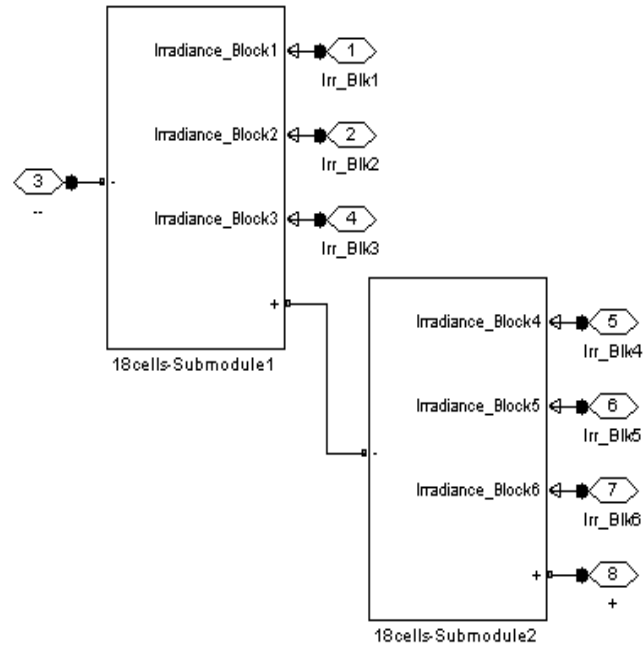 Irradiance_Block1
1
Irr_Blk1
Irradiance_Block2
2
Irr_Blk2
3
-
--
Irradiance_Block3
4
Irr_Blk3
+
18cells-Submodule1
Irradiance_Block4
5
Irr_Blk4
Irradiance_Block5
6
Irr_Blk5
-
Irradiance_Block6
7
Irr_Blk6
+
8
+
18cells-Submodule2